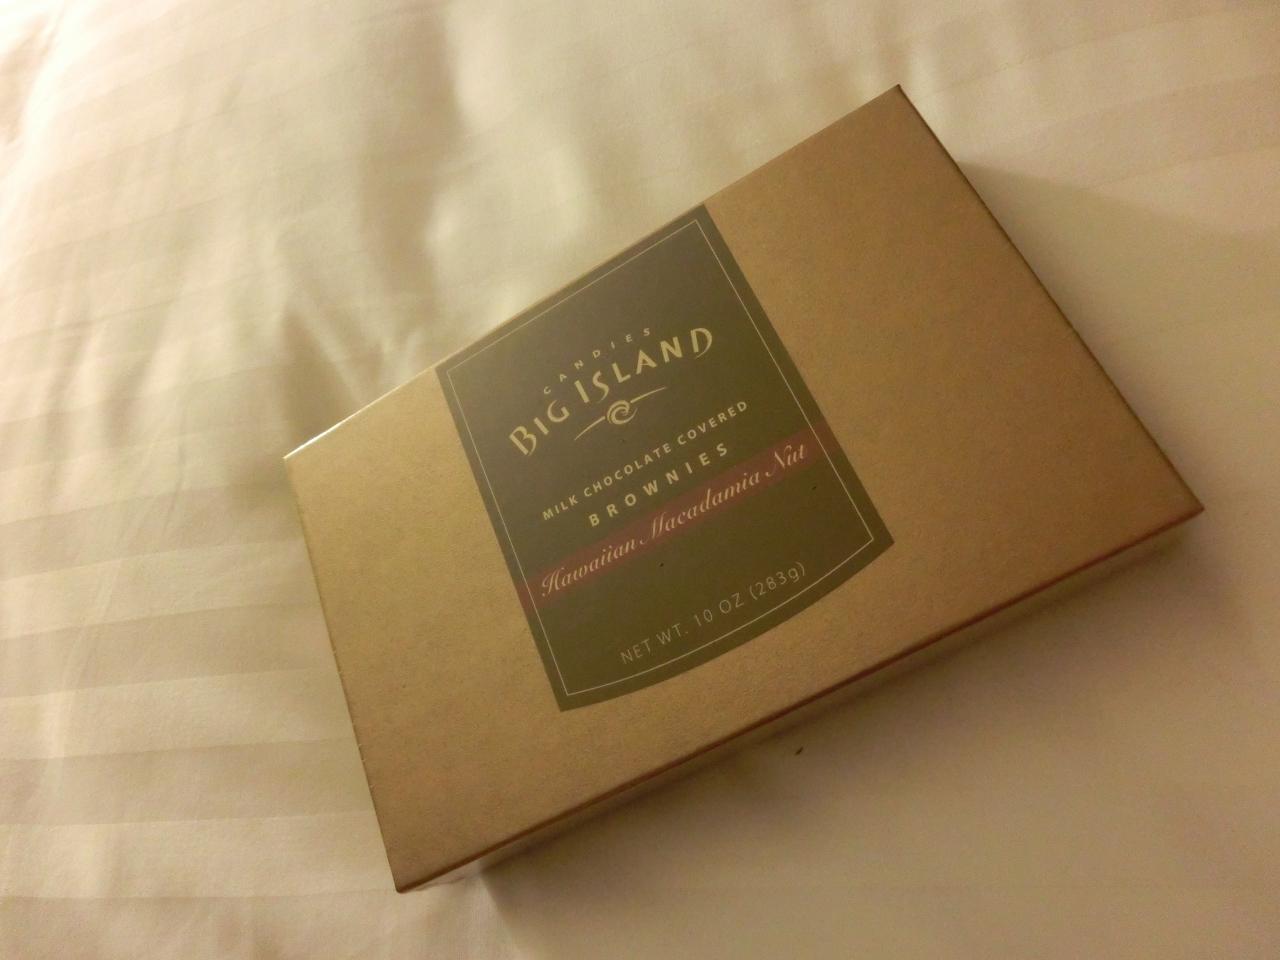 CANDIES
BIG ISLAND
MILK CHOCOLATE COVERED
BROWNIES
Hawaiian Macadamia Nut
NET WT. 10 OZ (283g)